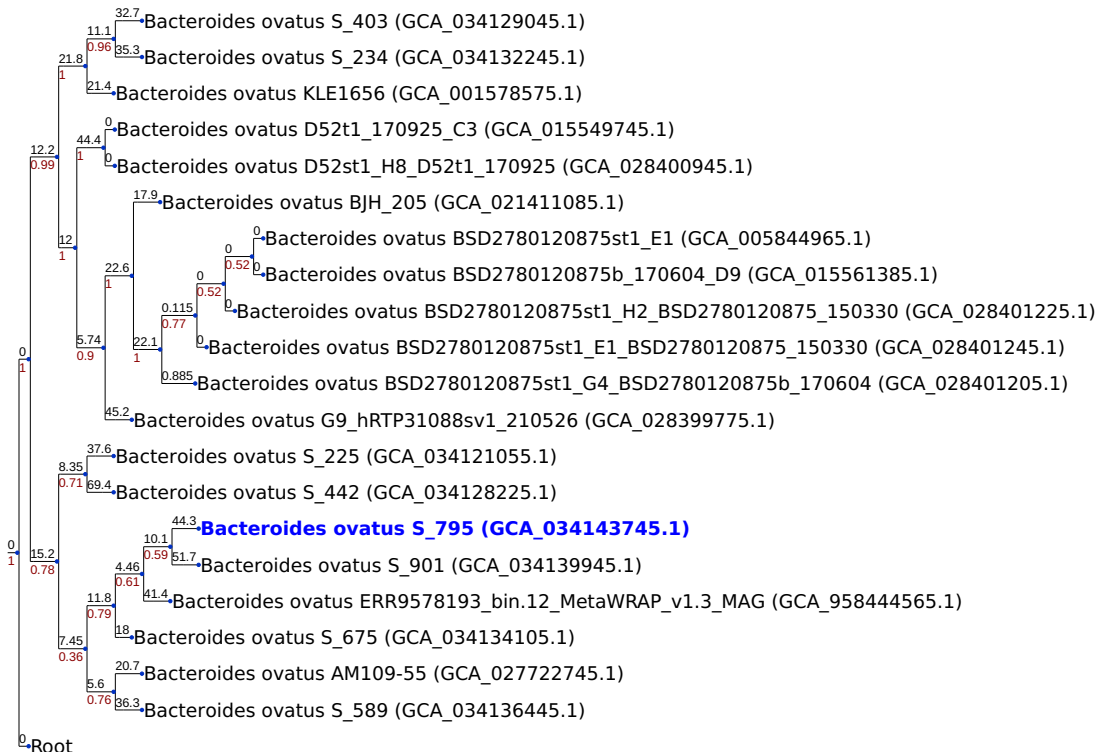 32.7 Bacteroides ovatus S_403 (GCA_034129045.1)
11.1
0.96 35.3 Bacteroides ovatus S_234 (GCA_034132245.1)
21.8
1
21.4 Bacteroides ovatus KLE1656 (GCA_001578575.1)
0 Bacteroides ovatus D52t1_170925_C3 (GCA_015549745.1)
44.4
12.2 1
0.99 0 Bacteroides ovatus D52st1_H8_D52t1_170925 (GCA_028400945.1)
17.9 Bacteroides ovatus BJH_205 (GCA_021411085.1)
12
1
0 Bacteroides ovatus BSD2780120875st1_E1 (GCA_005844965.1)
0
0.52
0 Bacteroides ovatus BSD2780120875b_170604_D9 (GCA_015561385.1)
22.6 0
1 0.52
0 Bacteroides ovatus BSD2780120875st1_H2_BSD2780120875_150330 (GCA_028401225.1)
0.115
0.77
5.74 22.1 0 Bacteroides ovatus BSD2780120875st1_E1_BSD2780120875_150330 (GCA_028401245.1)
0.9 1
0
1
0.885 Bacteroides ovatus BSD2780120875st1_G4_BSD2780120875b_170604 (GCA_028401205.1)
45.2 Bacteroides ovatus G9_hRTP31088sv1_210526 (GCA_028399775.1)
37.6 Bacteroides ovatus S_225 (GCA_034121055.1)
8.35
0.71
69.4 Bacteroides ovatus S_442 (GCA_034128225.1)
44.3 Bacteroides ovatus S_795 (GCA_034143745.1)
0 15.2 10.1
1 0.78 0.59
51.7 Bacteroides ovatus S_901 (GCA_034139945.1)
4.46
0.61
41.4 Bacteroides ovatus ERR9578193_bin.12_MetaWRAP_v1.3_MAG (GCA_958444565.1)
11.8
0.79
18 Bacteroides ovatus S_675 (GCA_034134105.1)
7.45
0.36
20.7 Bacteroides ovatus AM109-55 (GCA_027722745.1)
5.6
0.76
36.3 Bacteroides ovatus S_589 (GCA_034136445.1)
0 Root